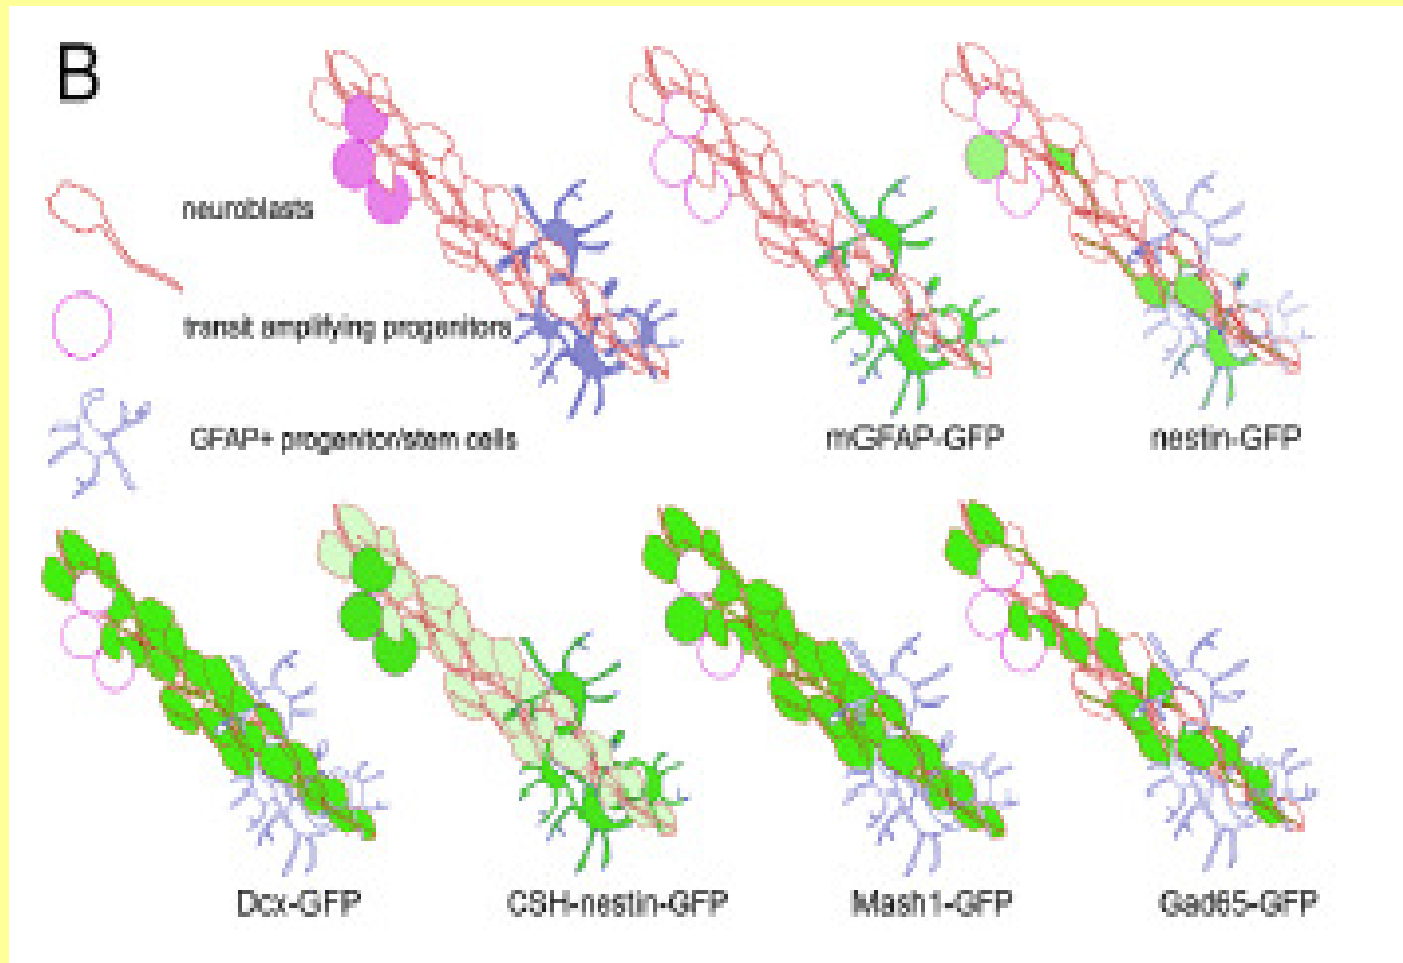 B
neuroblasts
transit amplifying progenitors
GFAP+ progenitor/stem cells
mGFAP-GFP
nestin-GFP
Dcx-GFP
CSH-nestin-GFP
Mash1-GFP
Gad65-GFP